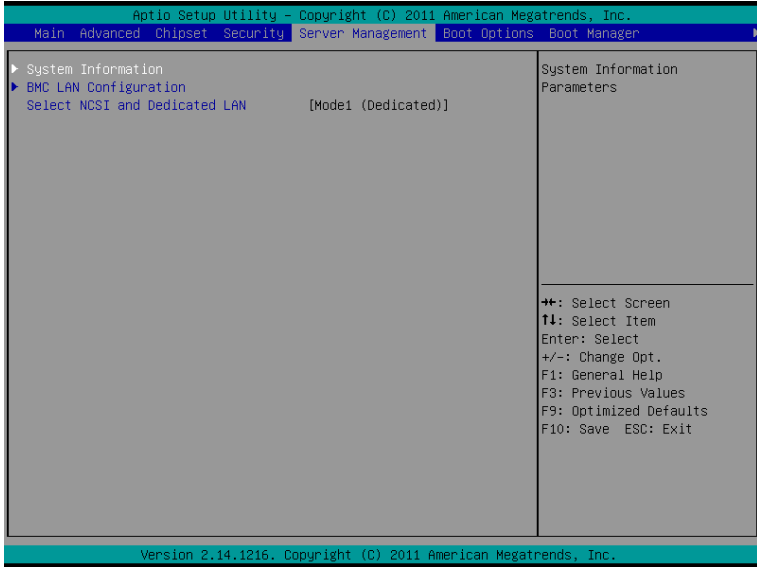 Aptio Setup Utility – Copyright (C) 2011 American Megatrends, Inc.
Main Advanced Chipset Security Server Management Boot Options Boot Manager
System Information
BMC LAN Configuration
Select NCSI and Dedicated LAN [Mode1 (Dedicated)]
System Information
Parameters
→←: Select Screen
↑↓: Select Item
Enter: Select
+/-: Change Opt.
F1: General Help
F3: Previous Values
F9: Optimized Defaults
F10: Save ESC: Exit
Version 2.14.1216. Copyright (C) 2011 American Megatrends, Inc.